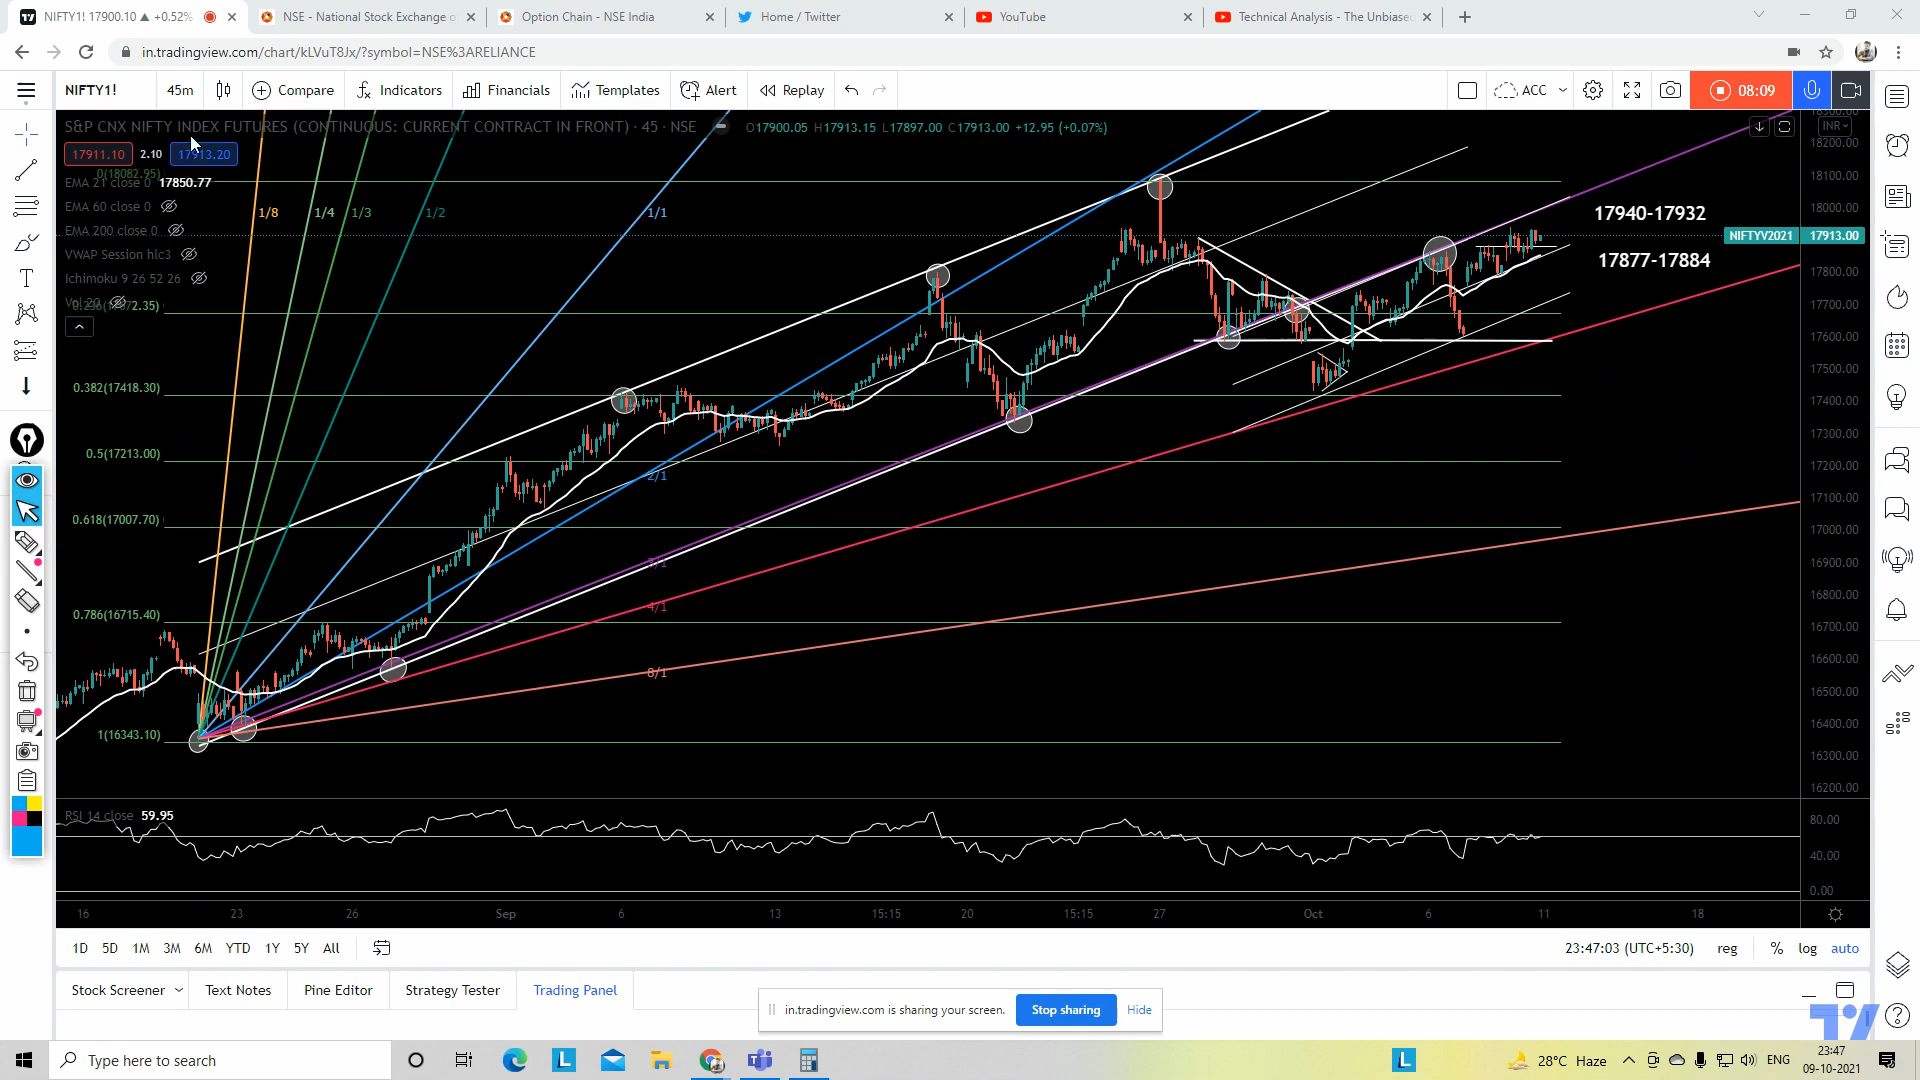 NIFTY1! 17900.10 ▲ +0.52%
NSE - National Stock Exchange o
Option Chain - NSE India
Home / Twitter
YouTube
Technical Analysis - The Unbiase
in.tradingview.com/chart/kLVuT8Jx/?symbol=NSE%3ARELIANCE
NIFTY1! 45m Compare Indicators Financials Templates Alert Replay ACC 08:09
S&P CNX NIFTY INDEX FUTURES (CONTINUOUS: CURRENT CONTRACT IN FRONT) · 45 · NSE O17900.05 H17913.15 L17897.00 C17913.00 +12.95 (+0.07%) INR
17911.10 2.10 17913.20
0(18082.95)
EMA 21 close 0 17850.77
EMA 60 close 0
EMA 200 close 0
VWAP Session hlc3
Ichimoku 9 26 52 26
Vol 20
0.382(17418.30)
0.5(17213.00)
0.618(17007.70)
0.786(16715.40)
1(16343.10)
1/8 1/4 1/3 1/2 1/1
2/1
3/1
4/1
8/1
17940-17932
NIFTYV2021 17913.00
17877-17884
18300.00
18200.00
18100.00
18000.00
17800.00
17700.00
17600.00
17500.00
17400.00
17300.00
17200.00
17100.00
17000.00
16900.00
16800.00
16700.00
16600.00
16500.00
16400.00
16300.00
16200.00
RSI 14 close 59.95
80.00
40.00
0.00
16 23 26 Sep 6 13 15:15 20 15:15 27 Oct 6 11 18
1D 5D 1M 3M 6M YTD 1Y 5Y All 23:47:03 (UTC+5:30) reg % log auto
Stock Screener Text Notes Pine Editor Strategy Tester Trading Panel
in.tradingview.com is sharing your screen. Stop sharing Hide
Type here to search
L
L
28°C Haze ENG
23:47
09-10-2021